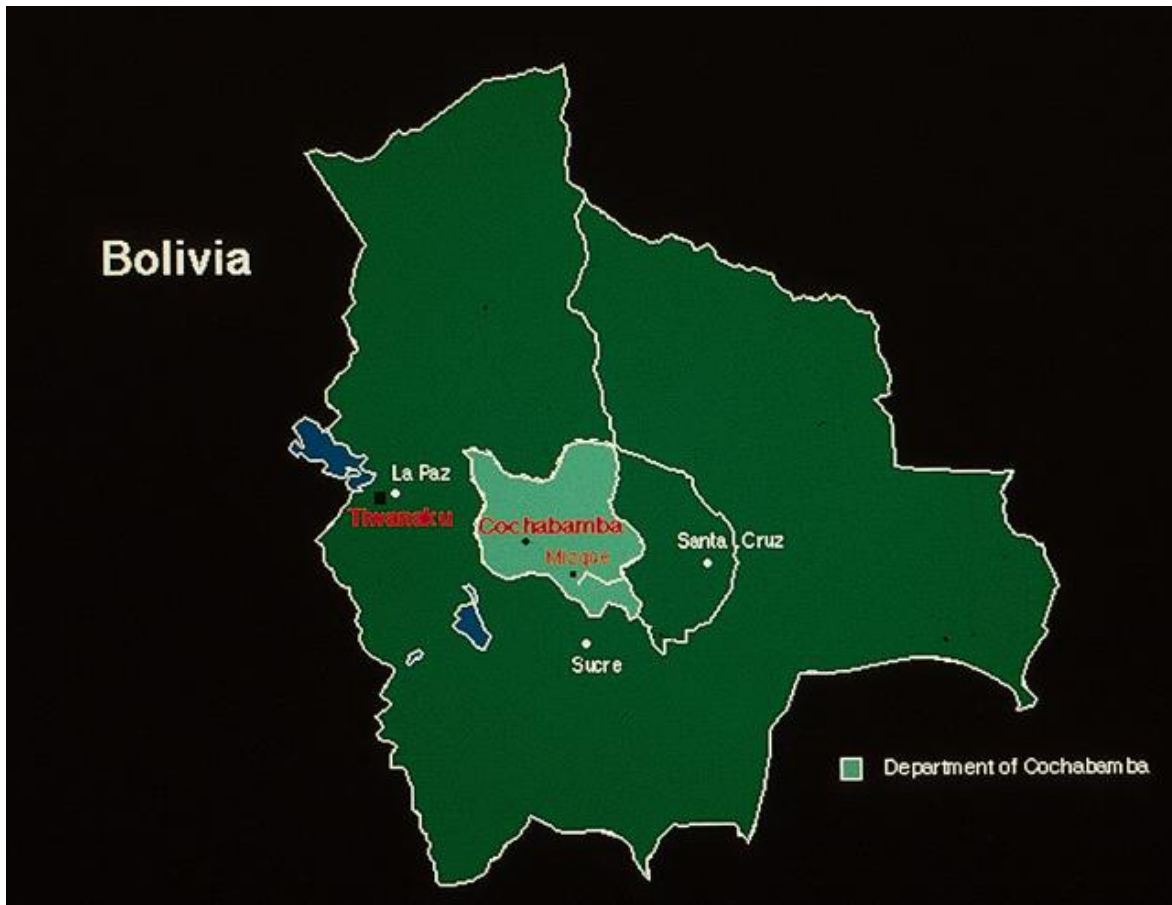 Bolivia
La Paz
Tiwanaku
Cochabamba
Mizque
Santa Cruz
Sucre
Department of Cochabamba